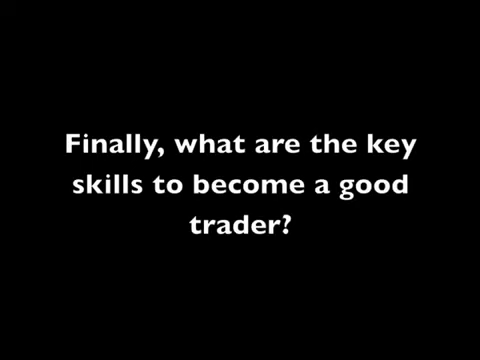 Finally, what are the key
skills to become a good
trader?